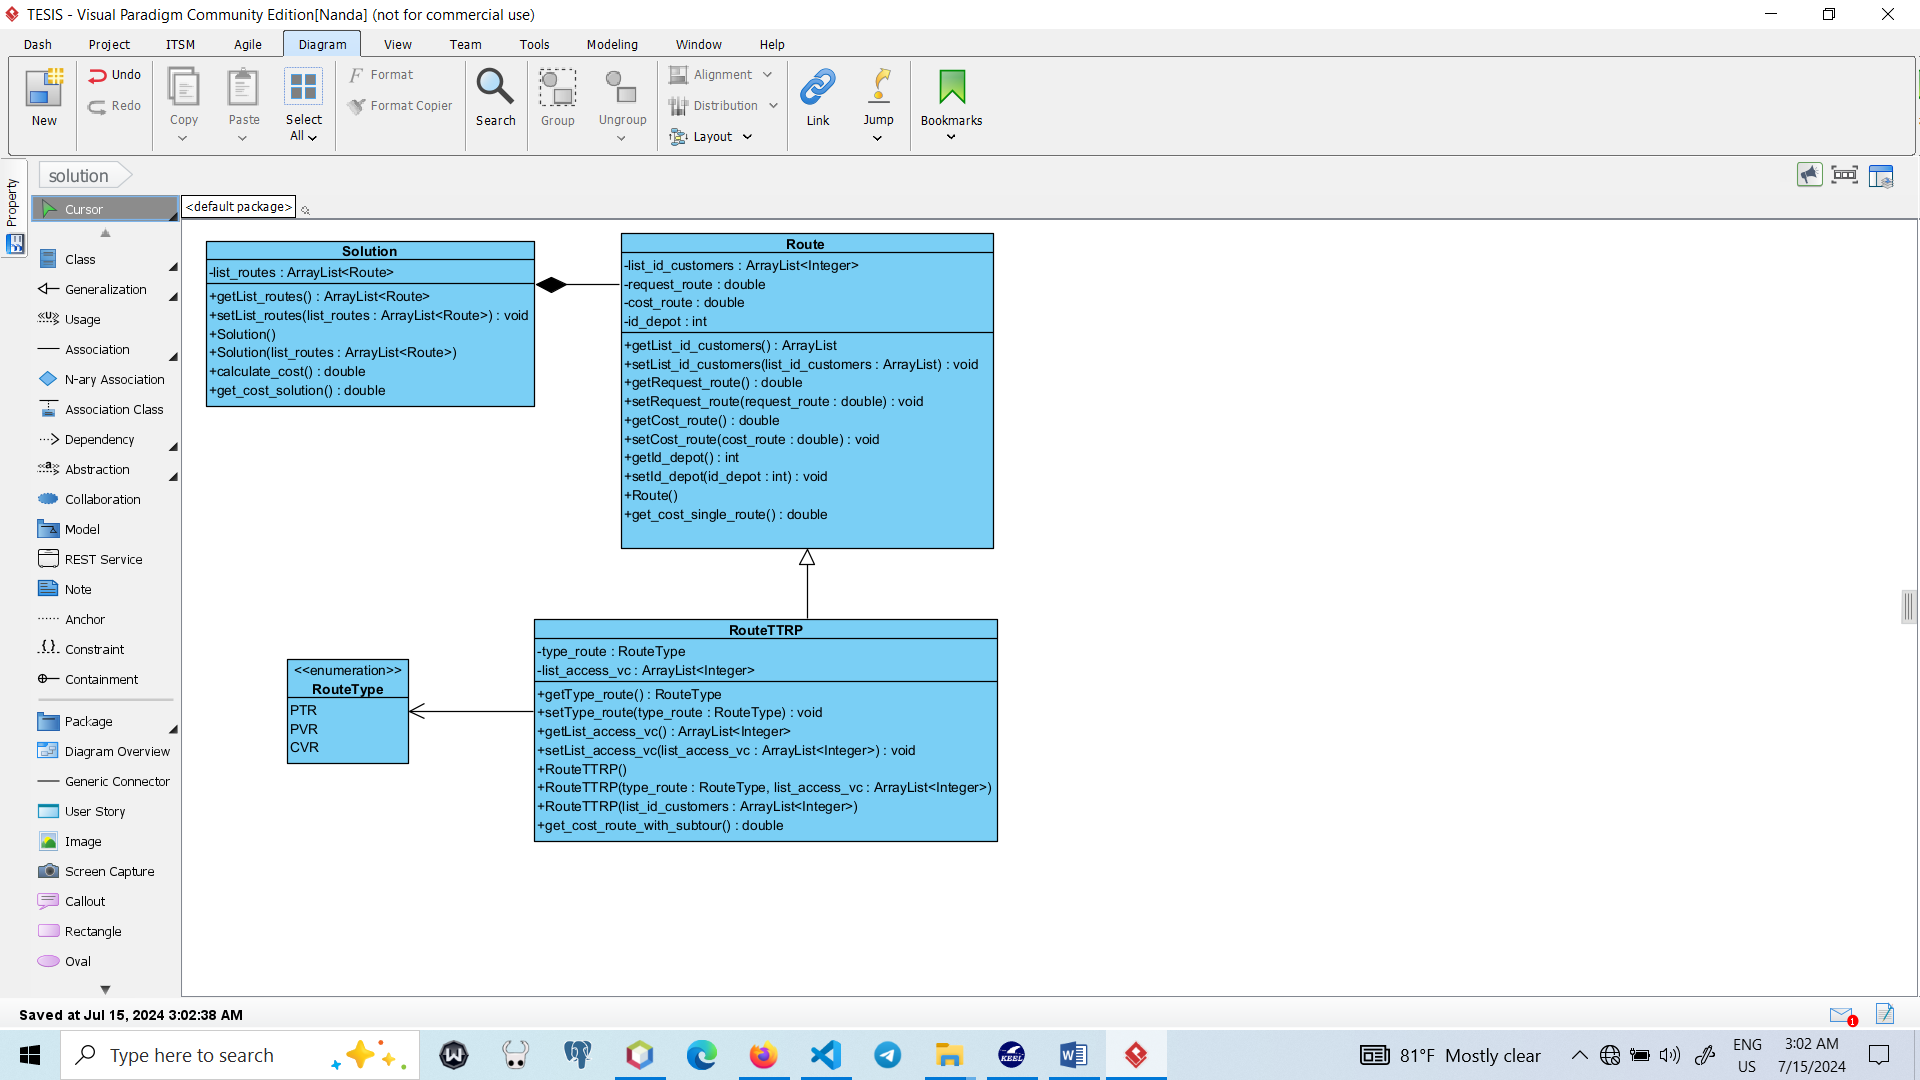 TESIS - Visual Paradigm Community Edition[Nanda] (not for commercial use)
Dash Project ITSM Agile Diagram View Team Tools Modeling Window Help
New
Undo
Redo
Copy
Paste
Select
All
Format
Format Copier
Search
Group
Ungroup
Alignment
Distribution
Layout
Link
Jump
Bookmarks
Property
solution
Cursor
<default package>
Class
Generalization
Usage
Association
N-ary Association
Association Class
Dependency
Abstraction
Collaboration
Model
REST Service
Note
Anchor
Constraint
Containment
Package
Diagram Overview
Generic Connector
User Story
Image
Screen Capture
Callout
Rectangle
Oval
Solution
-list_routes : ArrayList<Route>
+getList_routes() : ArrayList<Route>
+setList_routes(list_routes : ArrayList<Route>) : void
+Solution()
+Solution(list_routes : ArrayList<Route>)
+calculate_cost() : double
+get_cost_solution() : double
Route
-list_id_customers : ArrayList<Integer>
-request_route : double
-cost_route : double
-id_depot : int
+getList_id_customers() : ArrayList
+setList_id_customers(list_id_customers : ArrayList) : void
+getRequest_route() : double
+setRequest_route(request_route : double) : void
+getCost_route() : double
+setCost_route(cost_route : double) : void
+getId_depot() : int
+setId_depot(id_depot : int) : void
+Route()
+get_cost_single_route() : double
<<enumeration>>
RouteType
PTR
PVR
CVR
RouteTTRP
-type_route : RouteType
-list_access_vc : ArrayList<Integer>
+getType_route() : RouteType
+setType_route(type_route : RouteType) : void
+getList_access_vc() : ArrayList<Integer>
+setList_access_vc(list_access_vc : ArrayList<Integer>) : void
+RouteTTRP()
+RouteTTRP(type_route : RouteType, list_access_vc : ArrayList<Integer>)
+RouteTTRP(list_id_customers : ArrayList<Integer>)
+get_cost_route_with_subtour() : double
Saved at Jul 15, 2024 3:02:38 AM
1
Type here to search
KEEL
81°F Mostly clear
ENG
US
3:02 AM
7/15/2024